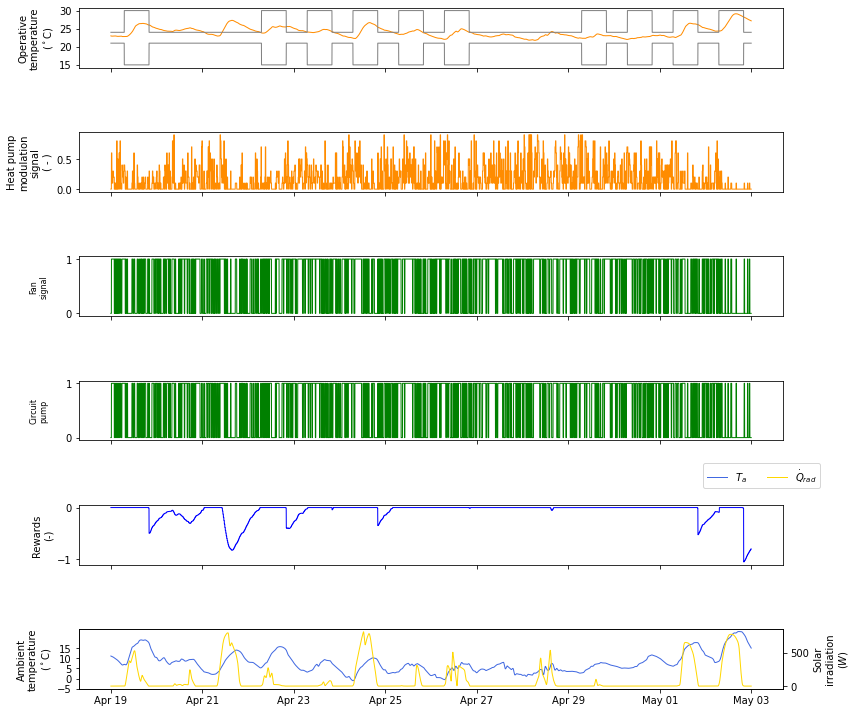 Operative
temperature
(°C)
30
25
20
15
Heat pump
modulation
signal
( - )
0.5
0.0
Fan
signal
1
0
Circuit
pump
1
0
T_a
Q̇_rad
Rewards
(-)
0
−1
Ambient
temperature
(°C)
15
10
5
0
−5
500
0
Solar
irradiation
(W)
Apr 19 Apr 21 Apr 23 Apr 25 Apr 27 Apr 29 May 01 May 03